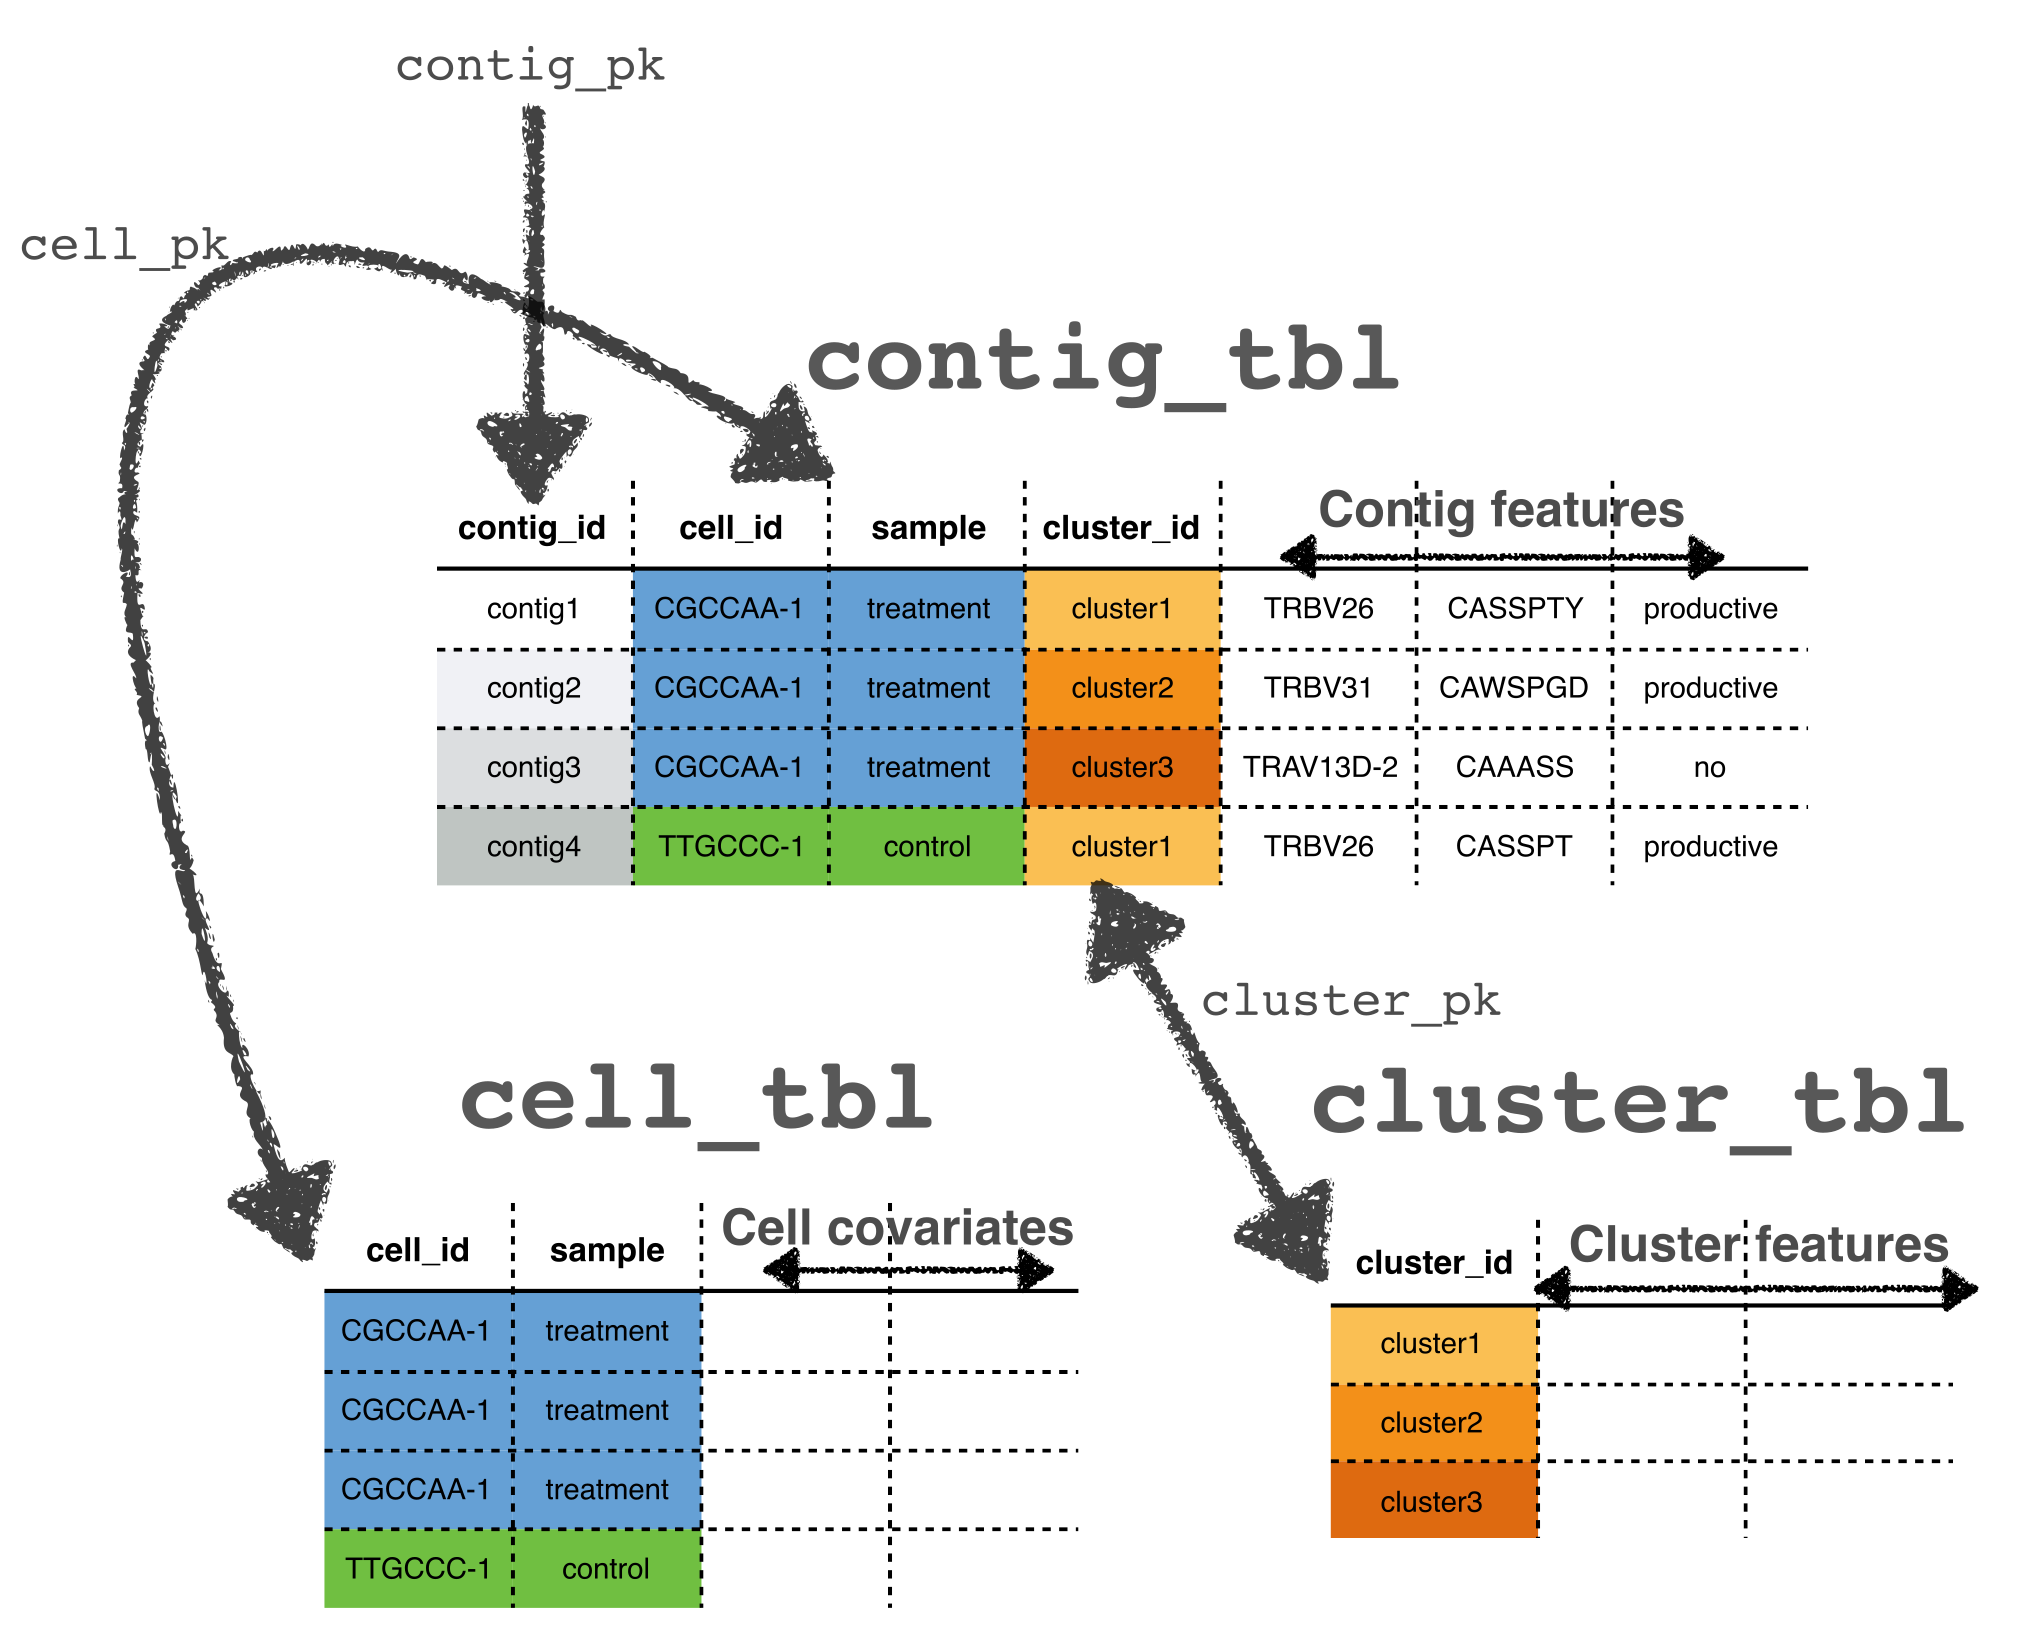 contig_pk
cell_pk
contig_tbl
Contig features
contig_id cell_id sample cluster_id
contig1 CGCCAA-1 treatment cluster1 TRBV26 CASSPTY productive
contig2 CGCCAA-1 treatment cluster2 TRBV31 CAWSPGD productive
contig3 CGCCAA-1 treatment cluster3 TRAV13D-2 CAAASS no
contig4 TTGCCC-1 control cluster1 TRBV26 CASSPT productive
cluster_pk
cell_tbl
Cell covariates
cell_id sample
CGCCAA-1 treatment
CGCCAA-1 treatment
CGCCAA-1 treatment
TTGCCC-1 control
cluster_tbl
Cluster features
cluster_id
cluster1
cluster2
cluster3